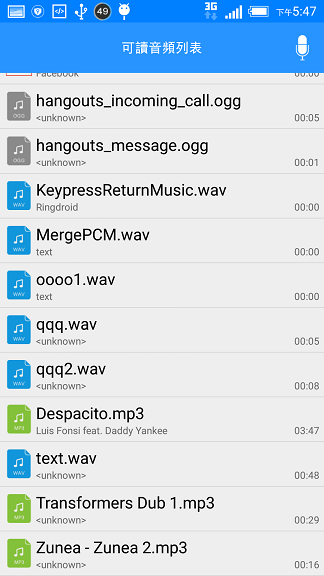 49
3G
下午5:47
可讀音頻列表
Facebook
OGG
hangouts_incoming_call.ogg
<unknown>
00:05
OGG
hangouts_message.ogg
<unknown>
00:01
WAV
KeypressReturnMusic.wav
Ringdroid
00:00
WAV
MergePCM.wav
text
00:00
WAV
oooo1.wav
text
00:00
WAV
qqq.wav
<unknown>
00:05
WAV
qqq2.wav
<unknown>
00:08
MP3
Despacito.mp3
Luis Fonsi feat. Daddy Yankee
03:47
WAV
text.wav
<unknown>
00:48
MP3
Transformers Dub 1.mp3
<unknown>
00:29
MP3
Zunea - Zunea 2.mp3
<unknown>
00:16